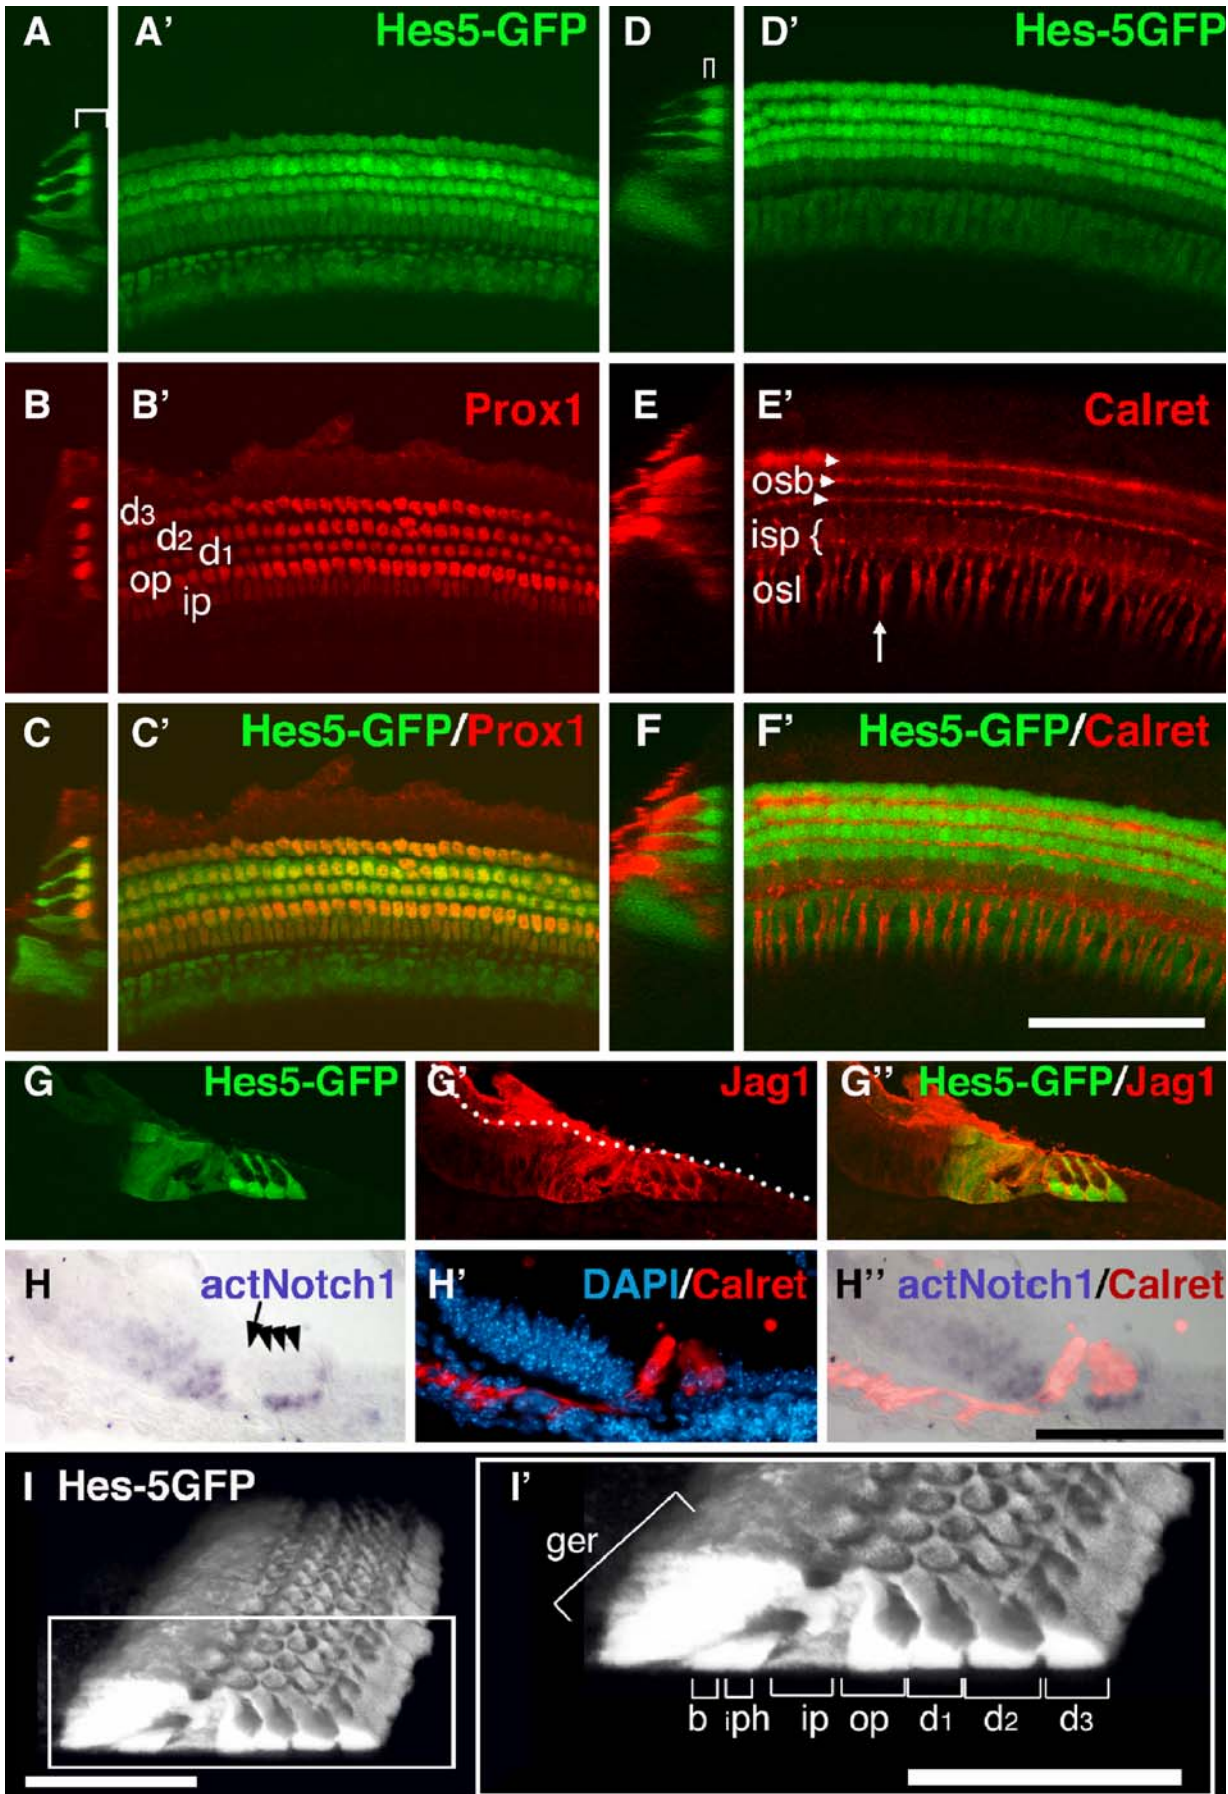 A A’ Hes5-GFP D D’ Hes-5GFP
B B’ Prox1 E E’ Calret
d3
d2 d1
op
ip
osb
isp {
osl
C C’ Hes5-GFP/Prox1 F F’ Hes5-GFP/Calret
G Hes5-GFP G’ Jag1 G’’ Hes5-GFP/Jag1
H actNotch1 H’ DAPI/Calret H’’ actNotch1/Calret
I Hes-5GFP I’
ger
b iph ip op d1 d2 d3